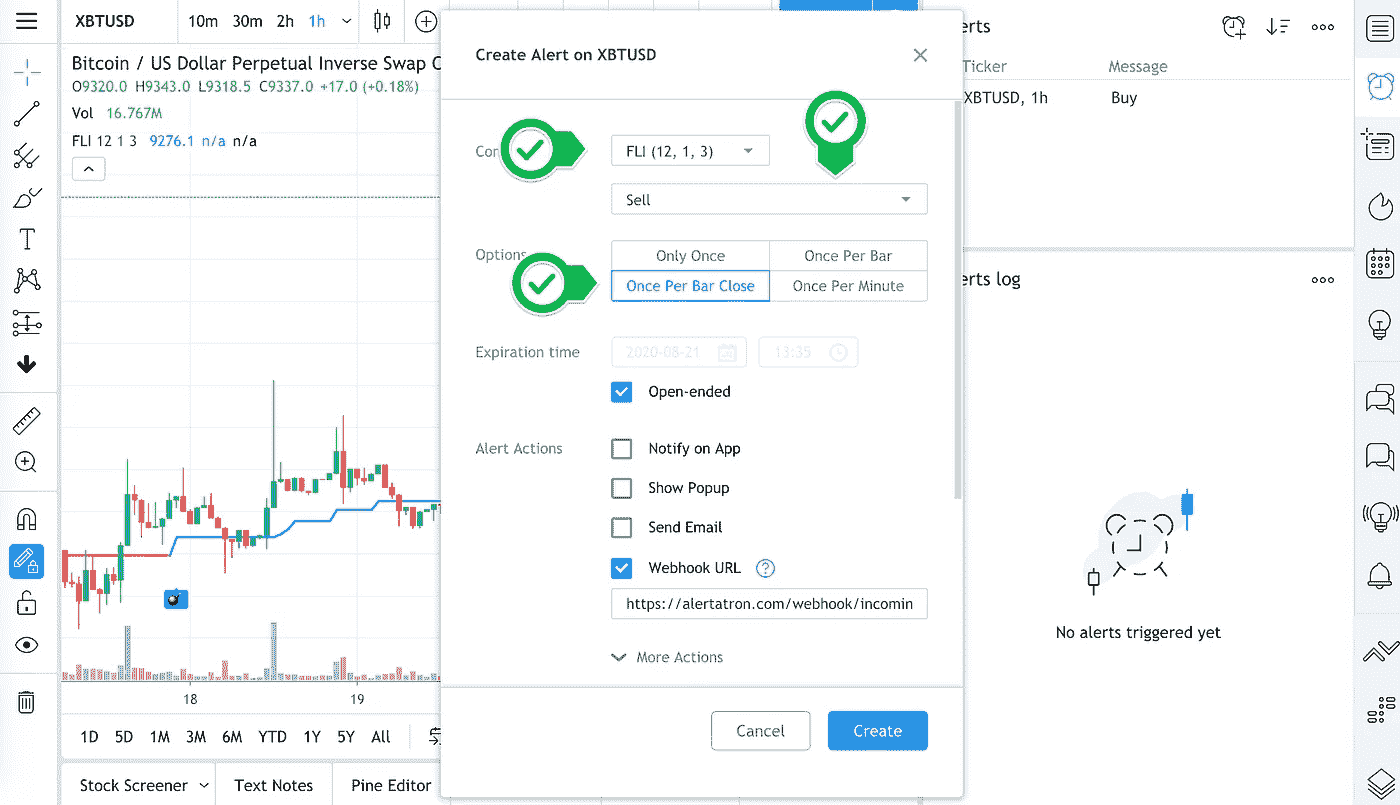 XBTUSD
10m 30m 2h 1h
Bitcoin / US Dollar Perpetual Inverse Swap C
O9320.0 H9343.0 L9318.5 C9337.0 +17.0 (+0.18%)
Vol 16.767M
FLI 12 1 3 9276.1 n/a n/a
18 19
1D 5D 1M 3M 6M YTD 1Y 5Y All
Stock Screener Text Notes Pine Editor
Create Alert on XBTUSD
Con
FLI (12, 1, 3)
Sell
Options
Only Once Once Per Bar
Once Per Bar Close Once Per Minute
Expiration time 2020-08-21 13:35
Open-ended
Alert Actions Notify on App
Show Popup
Send Email
Webhook URL ?
https://alertatron.com/webhook/incomin
More Actions
Cancel Create
erts
Ticker Message
XBTUSD, 1h Buy
erts log
No alerts triggered yet